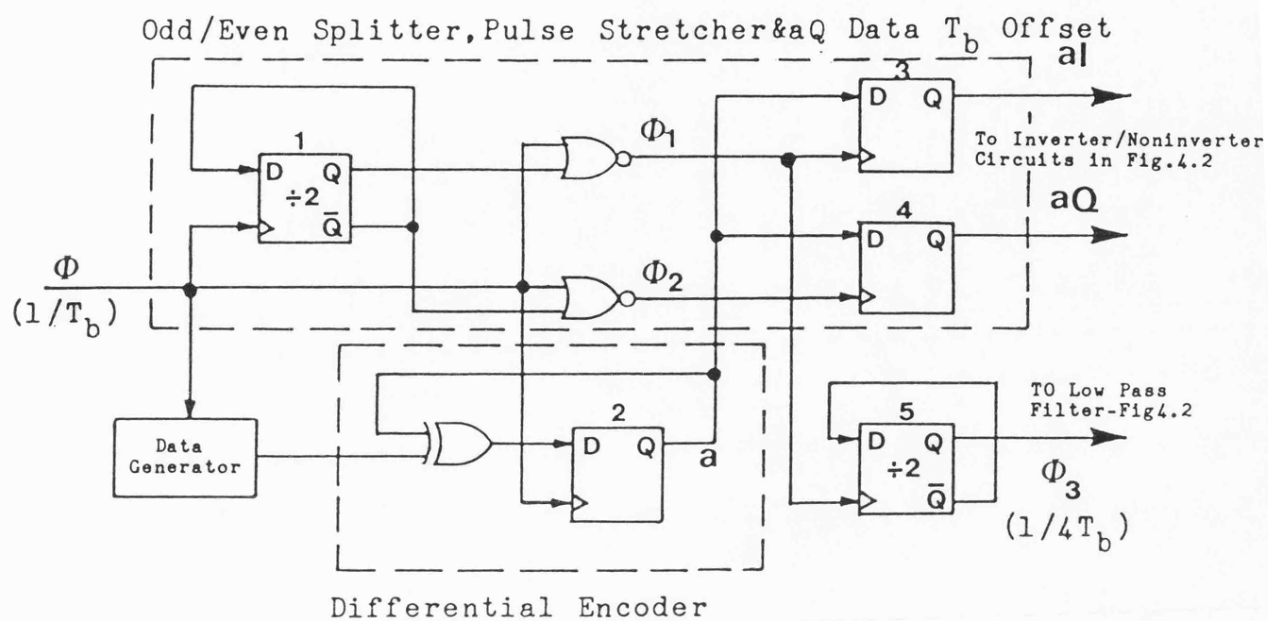 Odd/Even Splitter,Pulse Stretcher&aQ Data T_b Offset
aI
1
D Q
÷2
Q̄
Φ
(1/T_b)
Φ₁
Φ₂
3
D Q
To Inverter/Noninverter
Circuits in Fig.4.2
aQ
4
D Q
Data
Generator
2
D Q
a
Differential Encoder
5
D Q
÷2
Q̄
TO Low Pass
Filter-Fig4.2
Φ₃
(1/4T_b)